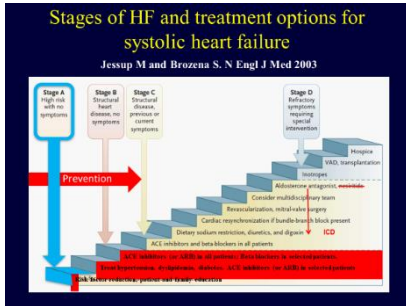 Stages of HF and treatment options for
systolic heart failure
Jessup M and Brozena S. N Engl J Med 2003
Stage A
High risk
with no
symptoms
Stage B
Structural
heart
disease, no
symptoms
Stage C
Structural
disease,
previous or
current
symptoms
Stage D
Refractory
symptoms
requiring
special
intervention
Hospice
VAD, transplantation
Inotropes
Aldosterone antagonist, nesiritide
Prevention
Consider multidisciplinary team
Revascularization, mitral-valve surgery
Cardiac resynchronization if bundle-branch block present
Dietary sodium restriction, diuretics, and digoxin
ICD
ACE inhibitors and beta-blockers in all patients
ACE inhibitors (or ARB) in all patients; Beta blockers in selected patients
Treat hypertension, dyslipidemia, diabetes. ACE inhibitors (or ARB) in selected patients
Risk factor reduction, patient and family education